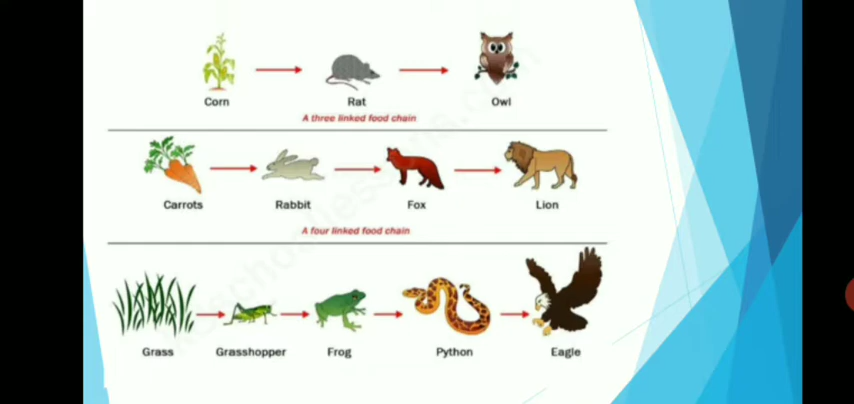 Corn Rat Owl
A three linked food chain
Carrots Rabbit Fox Lion
A four linked food chain
Grass Grasshopper Frog Python Eagle